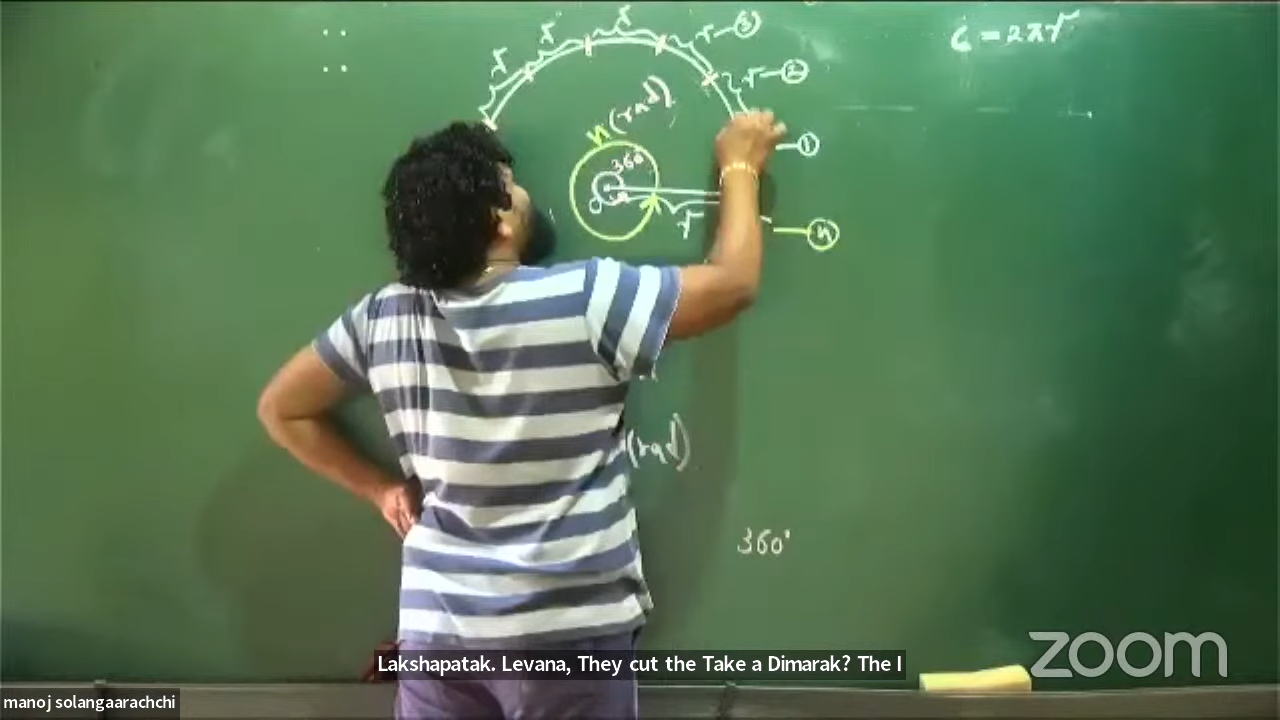 C = 2πr
r
r
r
r – ③
r – ②
– ①
n (rad)
360°
O
r
– ⓝ
(rad)
360°
zoom
Lakshapatak. Levana, They cut the Take a Dimarak? The I
manoj solangaarachchi